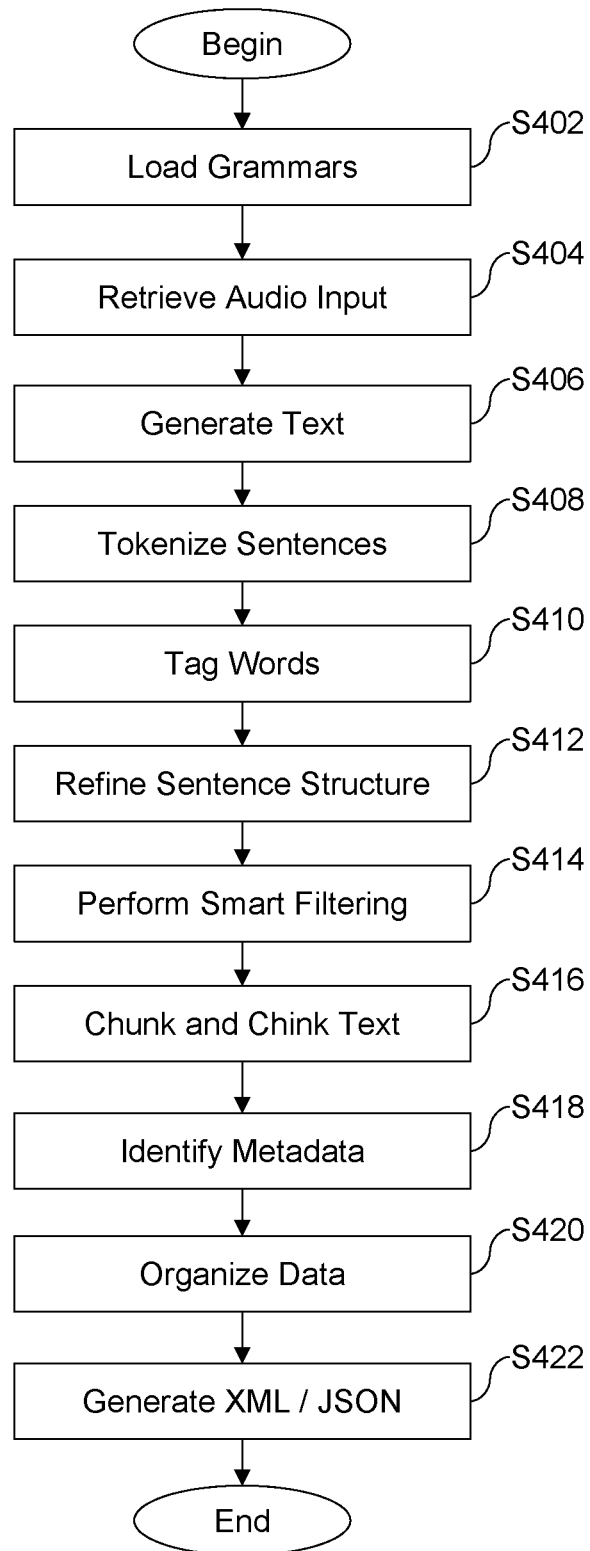 Begin
S402
Load Grammars
S404
Retrieve Audio Input
S406
Generate Text
S408
Tokenize Sentences
S410
Tag Words
S412
Refine Sentence Structure
S414
Perform Smart Filtering
S416
Chunk and Chink Text
S418
Identify Metadata
S420
Organize Data
S422
Generate XML / JSON
End